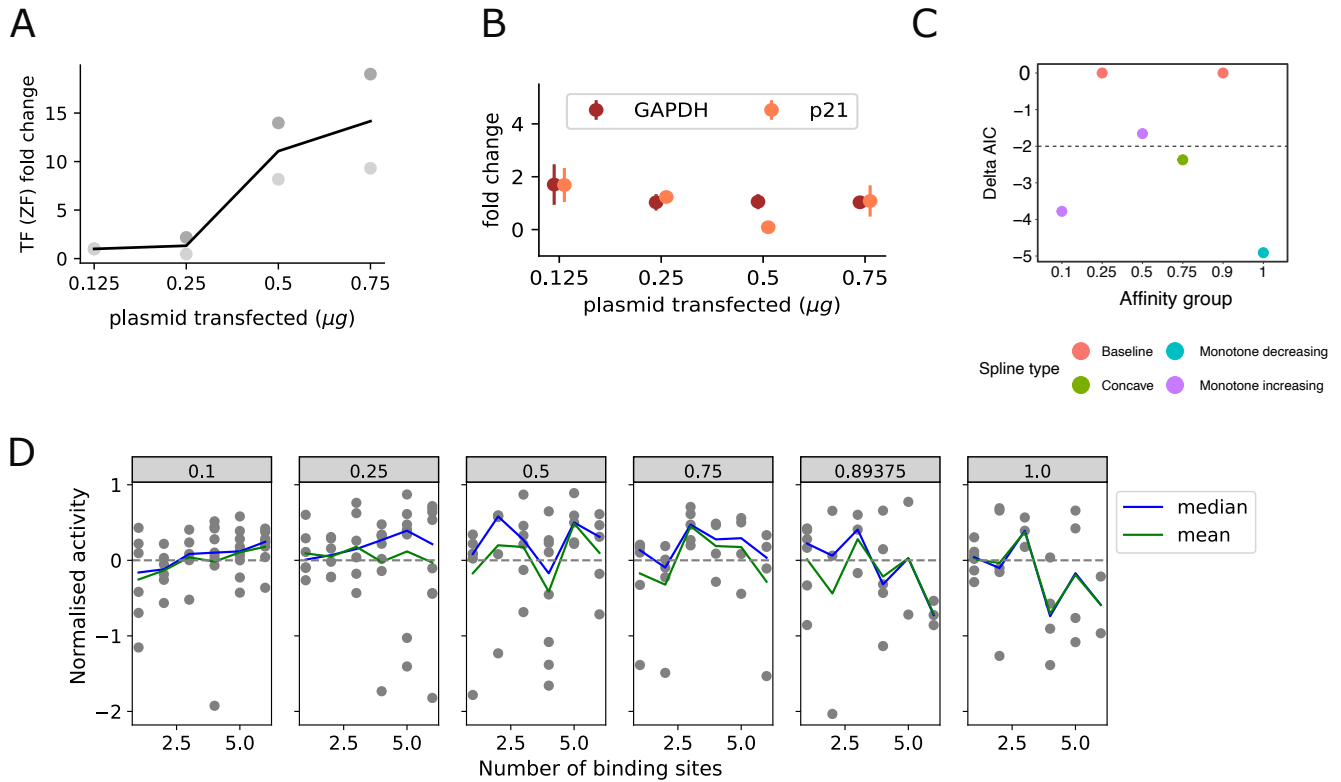 A
TF (ZF) fold change
15
10
5
0
0.125 0.25 0.5 0.75
plasmid transfected (μg)
B
fold change
4
2
0
GAPDH p21
0.125 0.25 0.5 0.75
plasmid transfected (μg)
C
Delta AIC
0
−1
−2
−3
−4
−5
0.1 0.25 0.5 0.75 0.9 1
Affinity group
Spline type
Baseline Monotone decreasing
Concave Monotone increasing
D
0.1 0.25 0.5 0.75 0.89375 1.0
Normalised activity
1
0
−1
−2
median
mean
2.5 5.0 2.5 5.0 2.5 5.0 2.5 5.0 2.5 5.0 2.5 5.0
Number of binding sites